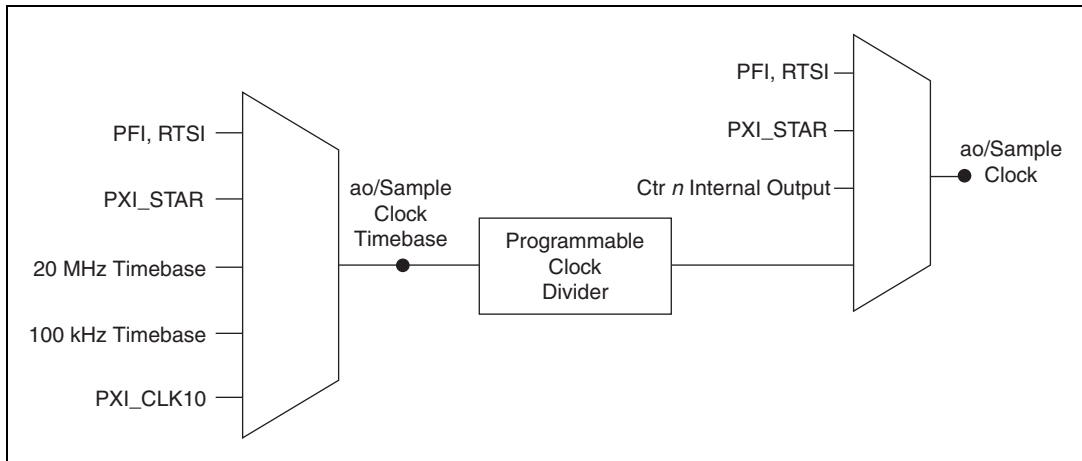 PFI, RTSI
PXI_STAR
20 MHz Timebase
100 kHz Timebase
PXI_CLK10
ao/Sample
Clock
Timebase
Programmable
Clock
Divider
PFI, RTSI
PXI_STAR
Ctr n Internal Output
ao/Sample
Clock